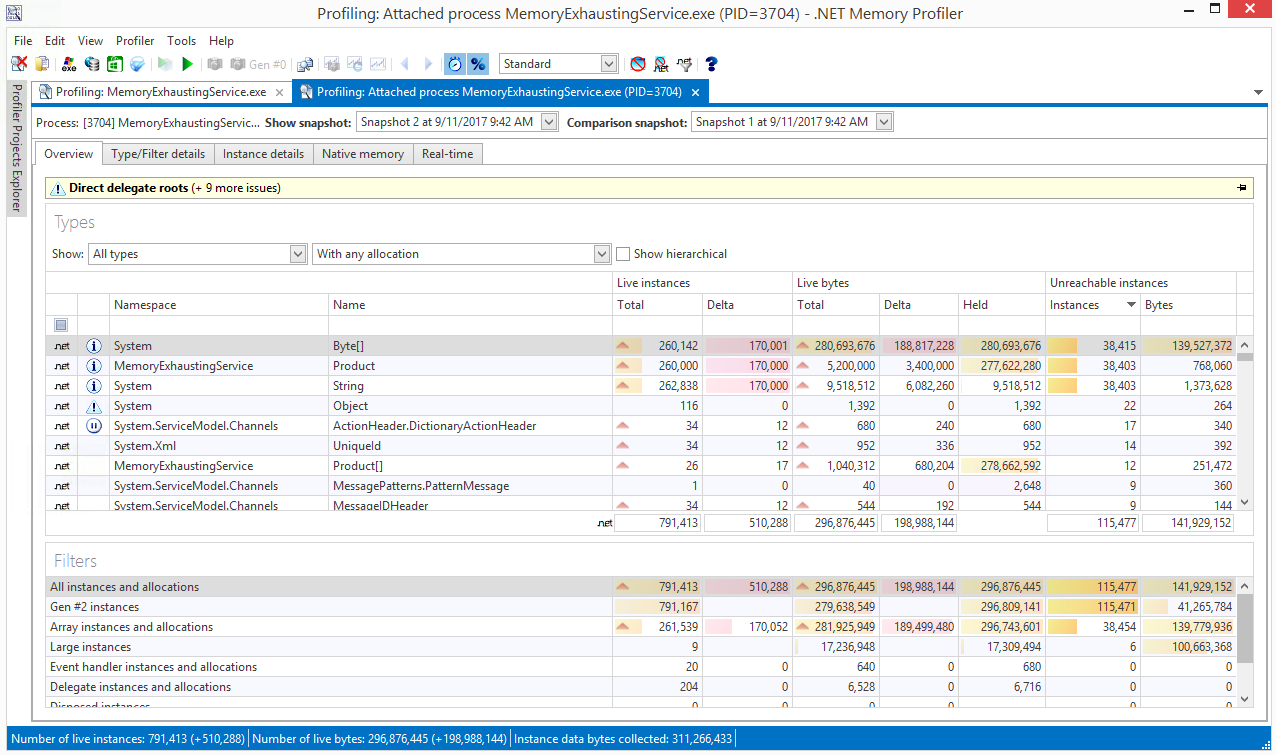 Profiling: Attached process MemoryExhaustingService.exe (PID=3704) - .NET Memory Profiler
File Edit View Profiler Tools Help
exe Gen #0 Standard .net .net ?
Profiling: MemoryExhaustingService.exe × Profiling: Attached process MemoryExhaustingService.exe (PID=3704) ×
Profiler Projects Explorer
Process: [3704] MemoryExhaustingServic... Show snapshot: Snapshot 2 at 9/11/2017 9:42 AM Comparison snapshot: Snapshot 1 at 9/11/2017 9:42 AM
Overview Type/Filter details Instance details Native memory Real-time
Direct delegate roots (+ 9 more issues)
Types
Show: All types With any allocation Show hierarchical
Live instances Live bytes Unreachable instances
Namespace Name Total Delta Total Delta Held Instances Bytes
.net System Byte[] 260,142 170,001 280,693,676 188,817,228 280,693,676 38,415 139,527,372
.net MemoryExhaustingService Product 260,000 170,000 5,200,000 3,400,000 277,622,280 38,403 768,060
.net System String 262,838 170,000 9,518,512 6,082,260 9,518,512 38,403 1,373,628
.net System Object 116 0 1,392 0 1,392 22 264
.net System.ServiceModel.Channels ActionHeader.DictionaryActionHeader 34 12 680 240 680 17 340
.net System.Xml UniqueId 34 12 952 336 952 14 392
.net MemoryExhaustingService Product[] 26 17 1,040,312 680,204 278,662,592 12 251,472
.net System.ServiceModel.Channels MessagePatterns.PatternMessage 1 0 40 0 2,648 9 360
.net System.ServiceModel.Channels MessageIDHeader 34 12 544 192 544 9 144
.net 791,413 510,288 296,876,445 198,988,144 115,477 141,929,152
Filters
All instances and allocations 791,413 510,288 296,876,445 198,988,144 296,876,445 115,477 141,929,152
Gen #2 instances 791,167 279,638,549 296,809,141 115,471 41,265,784
Array instances and allocations 261,539 170,052 281,925,949 189,499,480 296,743,601 38,454 139,779,936
Large instances 9 17,236,948 17,309,494 6 100,663,368
Event handler instances and allocations 20 0 640 0 680 0 0
Delegate instances and allocations 204 0 6,528 0 6,716 0 0
Disposed instances 0 0 0 0 0 0 0
Number of live instances: 791,413 (+510,288) Number of live bytes: 296,876,445 (+198,988,144) Instance data bytes collected: 311,266,433